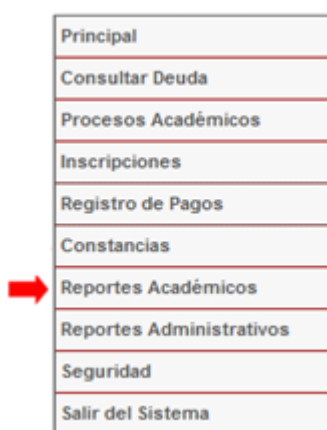 Principal
Consultar Deuda
Procesos Académicos
Inscripciones
Registro de Pagos
Constancias
Reportes Académicos
Reportes Administrativos
Seguridad
Salir del Sistema